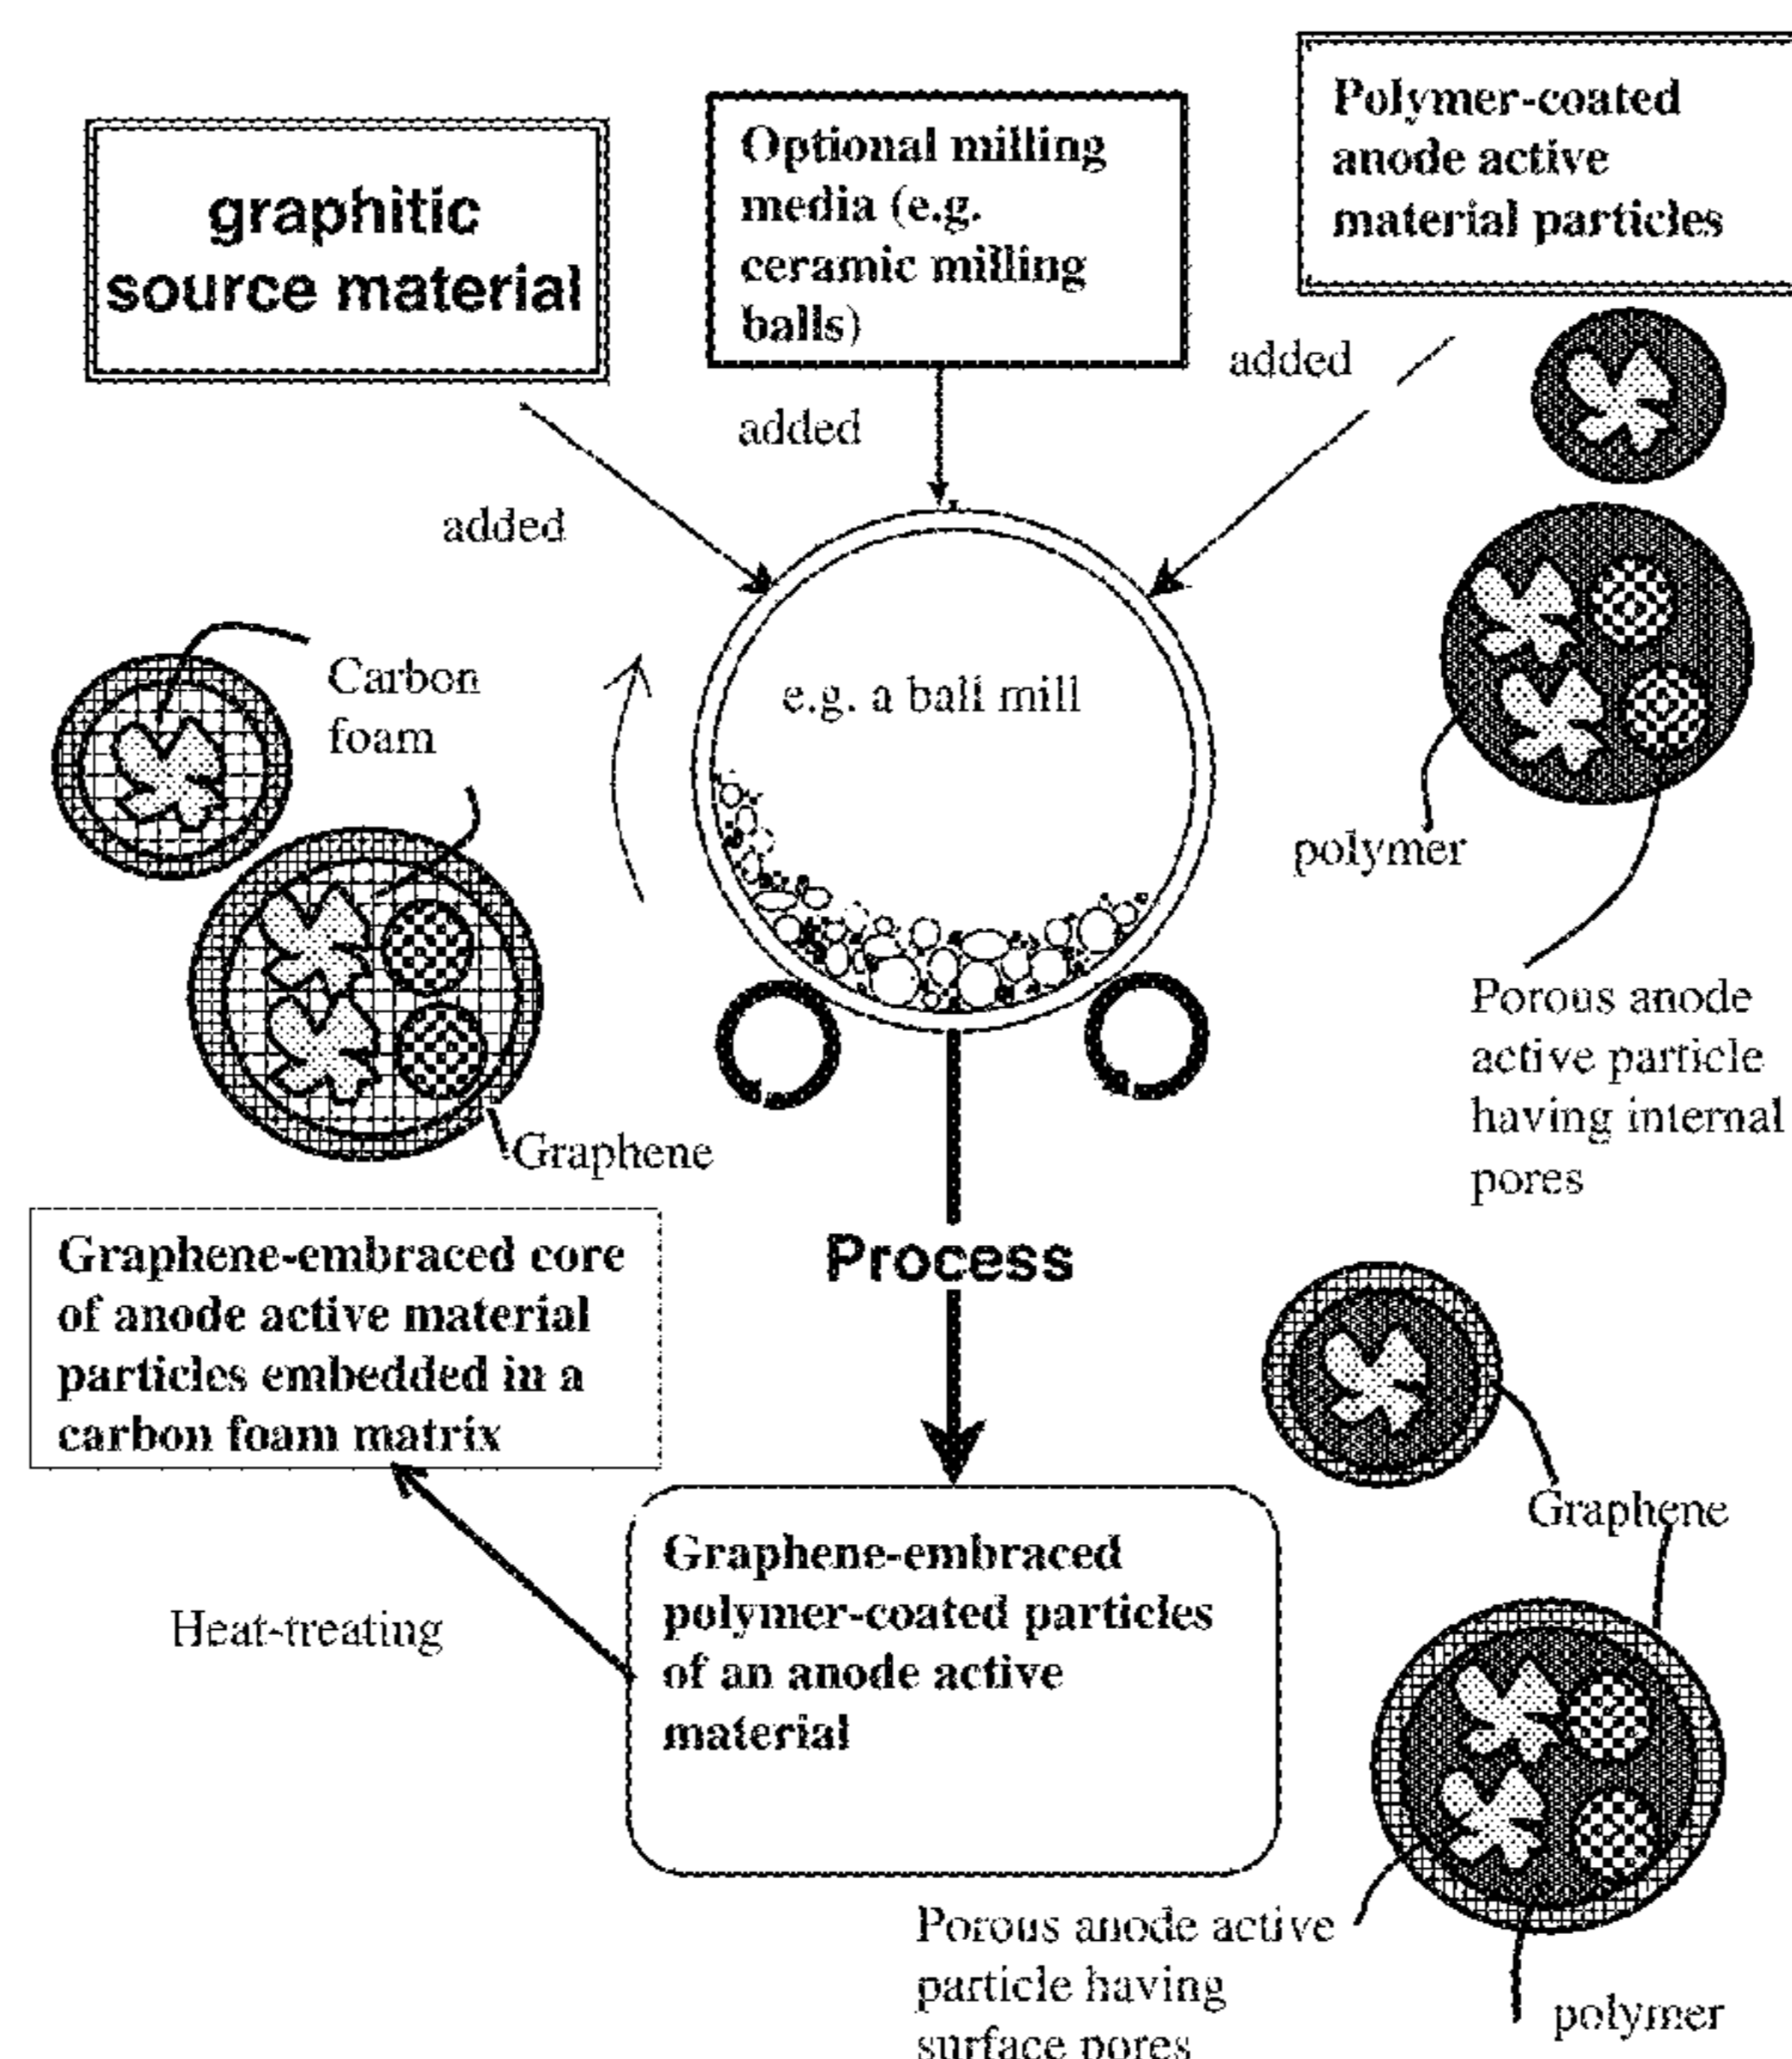 graphitic
source material
Optional milling
media (e.g.
ceramic milling
balls)
Polymer-coated
anode active
material particles
added
added
added
e.g. a ball mill
Carbon
foam
polymer
Porous anode
active particle
having internal
pores
Graphene
Process
Graphene-embraced core
of anode active material
particles embedded in a
carbon foam matrix
Graphene
Heat-treating
Graphene-embraced
polymer-coated particles
of an anode active
material
Porous anode active
particle having
surface pores
polymer